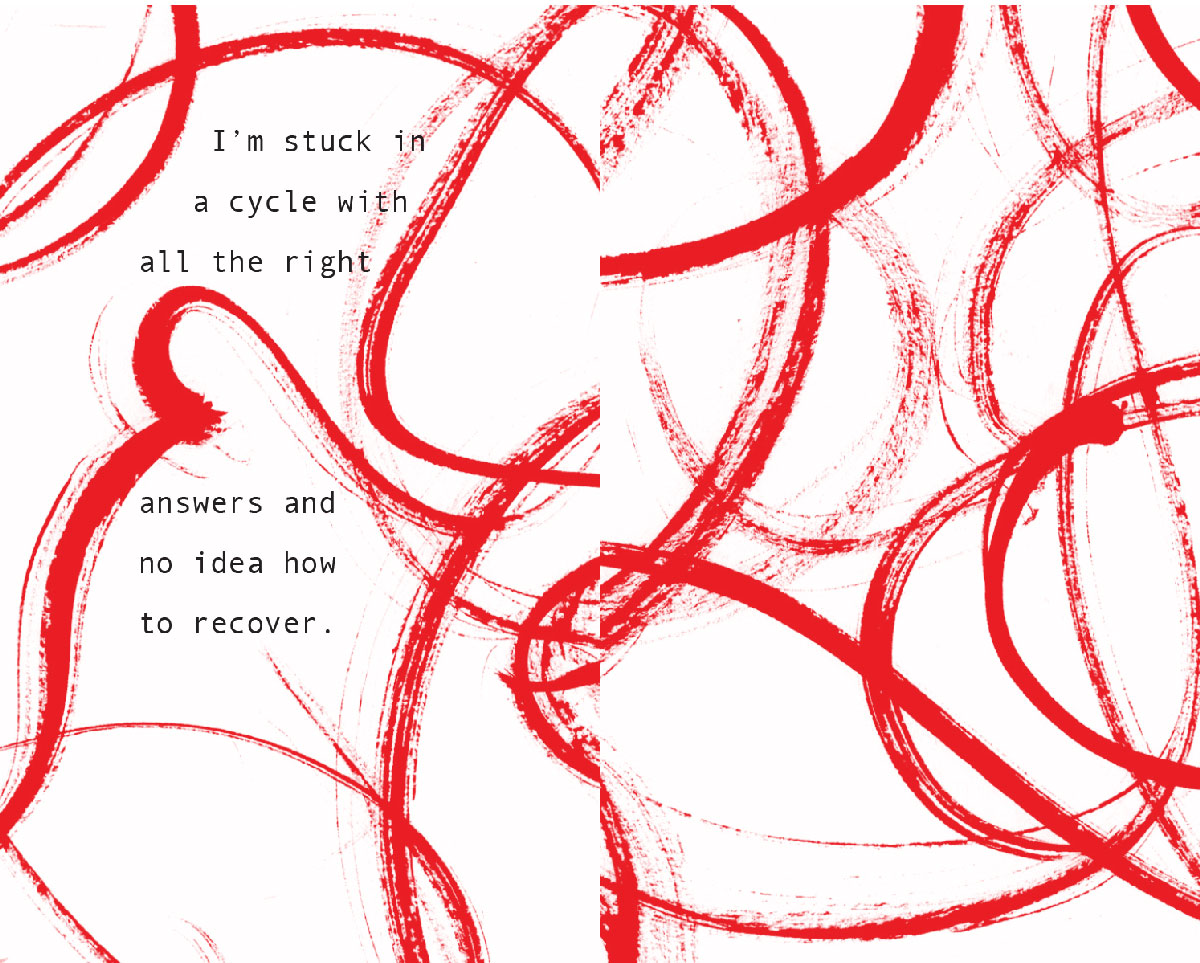 I’m stuck in
a cycle with
all the right
answers and
no idea how
to recover.